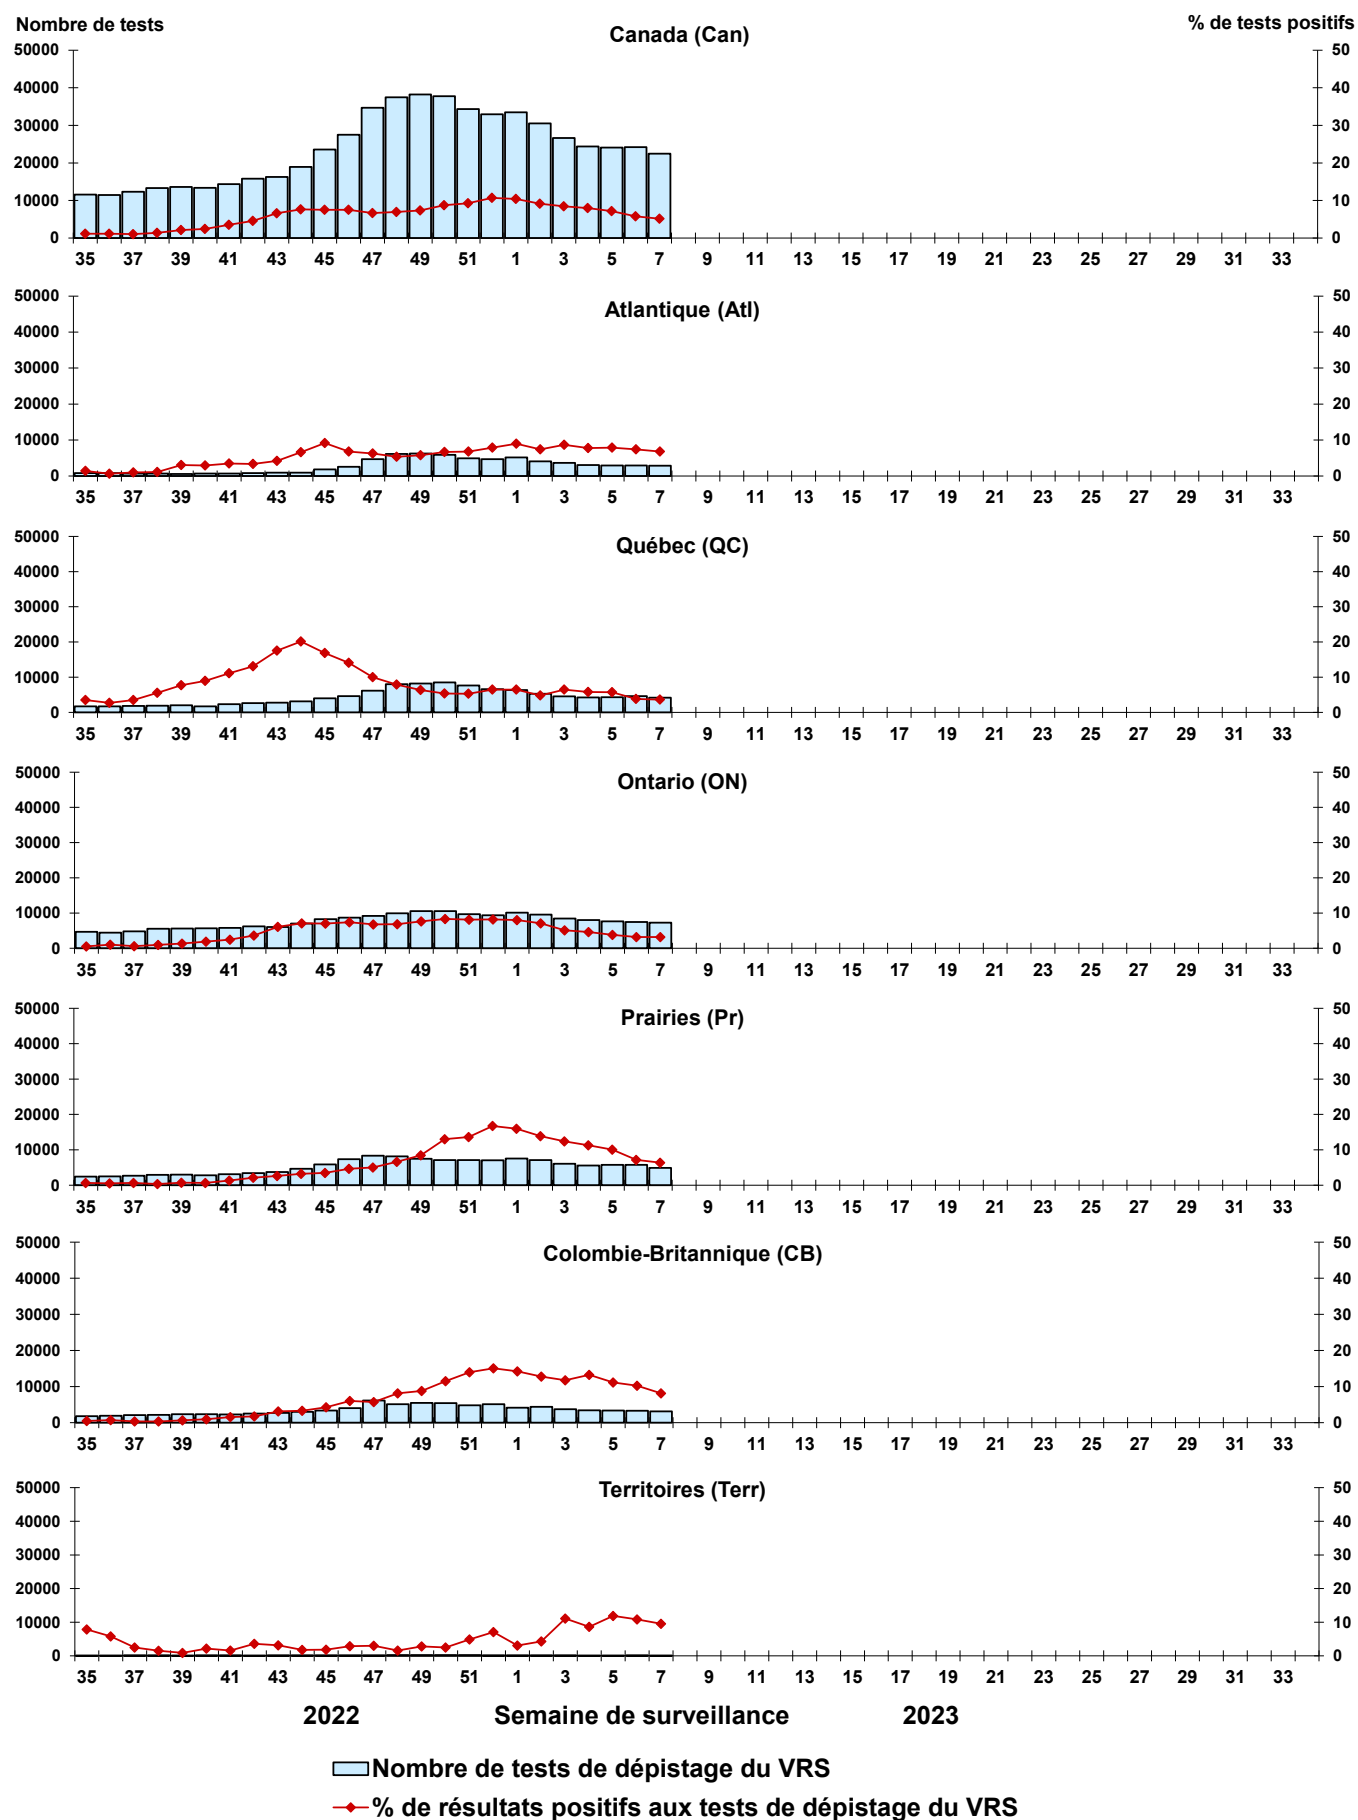 Nombre de tests
% de tests positifs
Canada (Can)
50000 50
40000 40
30000 30
20000 20
10000 10
0 0
35 37 39 41 43 45 47 49 51 1 3 5 7 9 11 13 15 17 19 21 23 25 27 29 31 33
Atlantique (Atl)
50000 50
40000 40
30000 30
20000 20
10000 10
0 0
35 37 39 41 43 45 47 49 51 1 3 5 7 9 11 13 15 17 19 21 23 25 27 29 31 33
Québec (QC)
50000 50
40000 40
30000 30
20000 20
10000 10
0 0
35 37 39 41 43 45 47 49 51 1 3 5 7 9 11 13 15 17 19 21 23 25 27 29 31 33
Ontario (ON)
50000 50
40000 40
30000 30
20000 20
10000 10
0 0
35 37 39 41 43 45 47 49 51 1 3 5 7 9 11 13 15 17 19 21 23 25 27 29 31 33
Prairies (Pr)
50000 50
40000 40
30000 30
20000 20
10000 10
0 0
35 37 39 41 43 45 47 49 51 1 3 5 7 9 11 13 15 17 19 21 23 25 27 29 31 33
Colombie-Britannique (CB)
50000 50
40000 40
30000 30
20000 20
10000 10
0 0
35 37 39 41 43 45 47 49 51 1 3 5 7 9 11 13 15 17 19 21 23 25 27 29 31 33
Territoires (Terr)
50000 50
40000 40
30000 30
20000 20
10000 10
0 0
35 37 39 41 43 45 47 49 51 1 3 5 7 9 11 13 15 17 19 21 23 25 27 29 31 33
2022 Semaine de surveillance 2023
Nombre de tests de dépistage du VRS
% de résultats positifs aux tests de dépistage du VRS